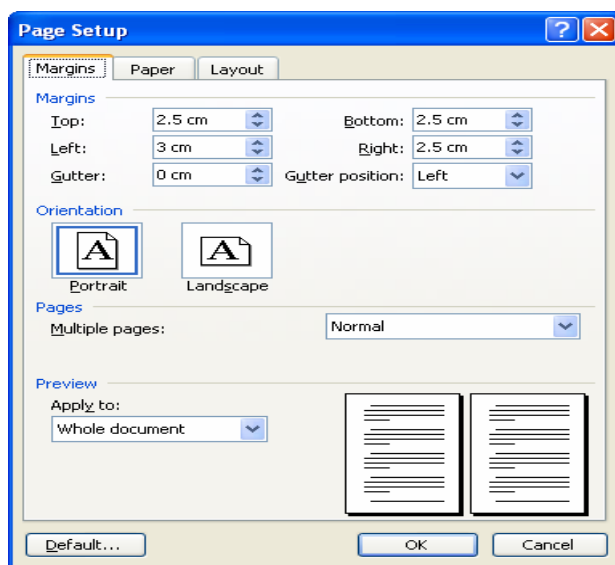 Page Setup
Margins Paper Layout
Margins
Top: 2.5 cm Bottom: 2.5 cm
Left: 3 cm Right: 2.5 cm
Gutter: 0 cm Gutter position: Left
Orientation
A A
Portrait Landscape
Pages
Multiple pages: Normal
Preview
Apply to:
Whole document
Default... OK Cancel